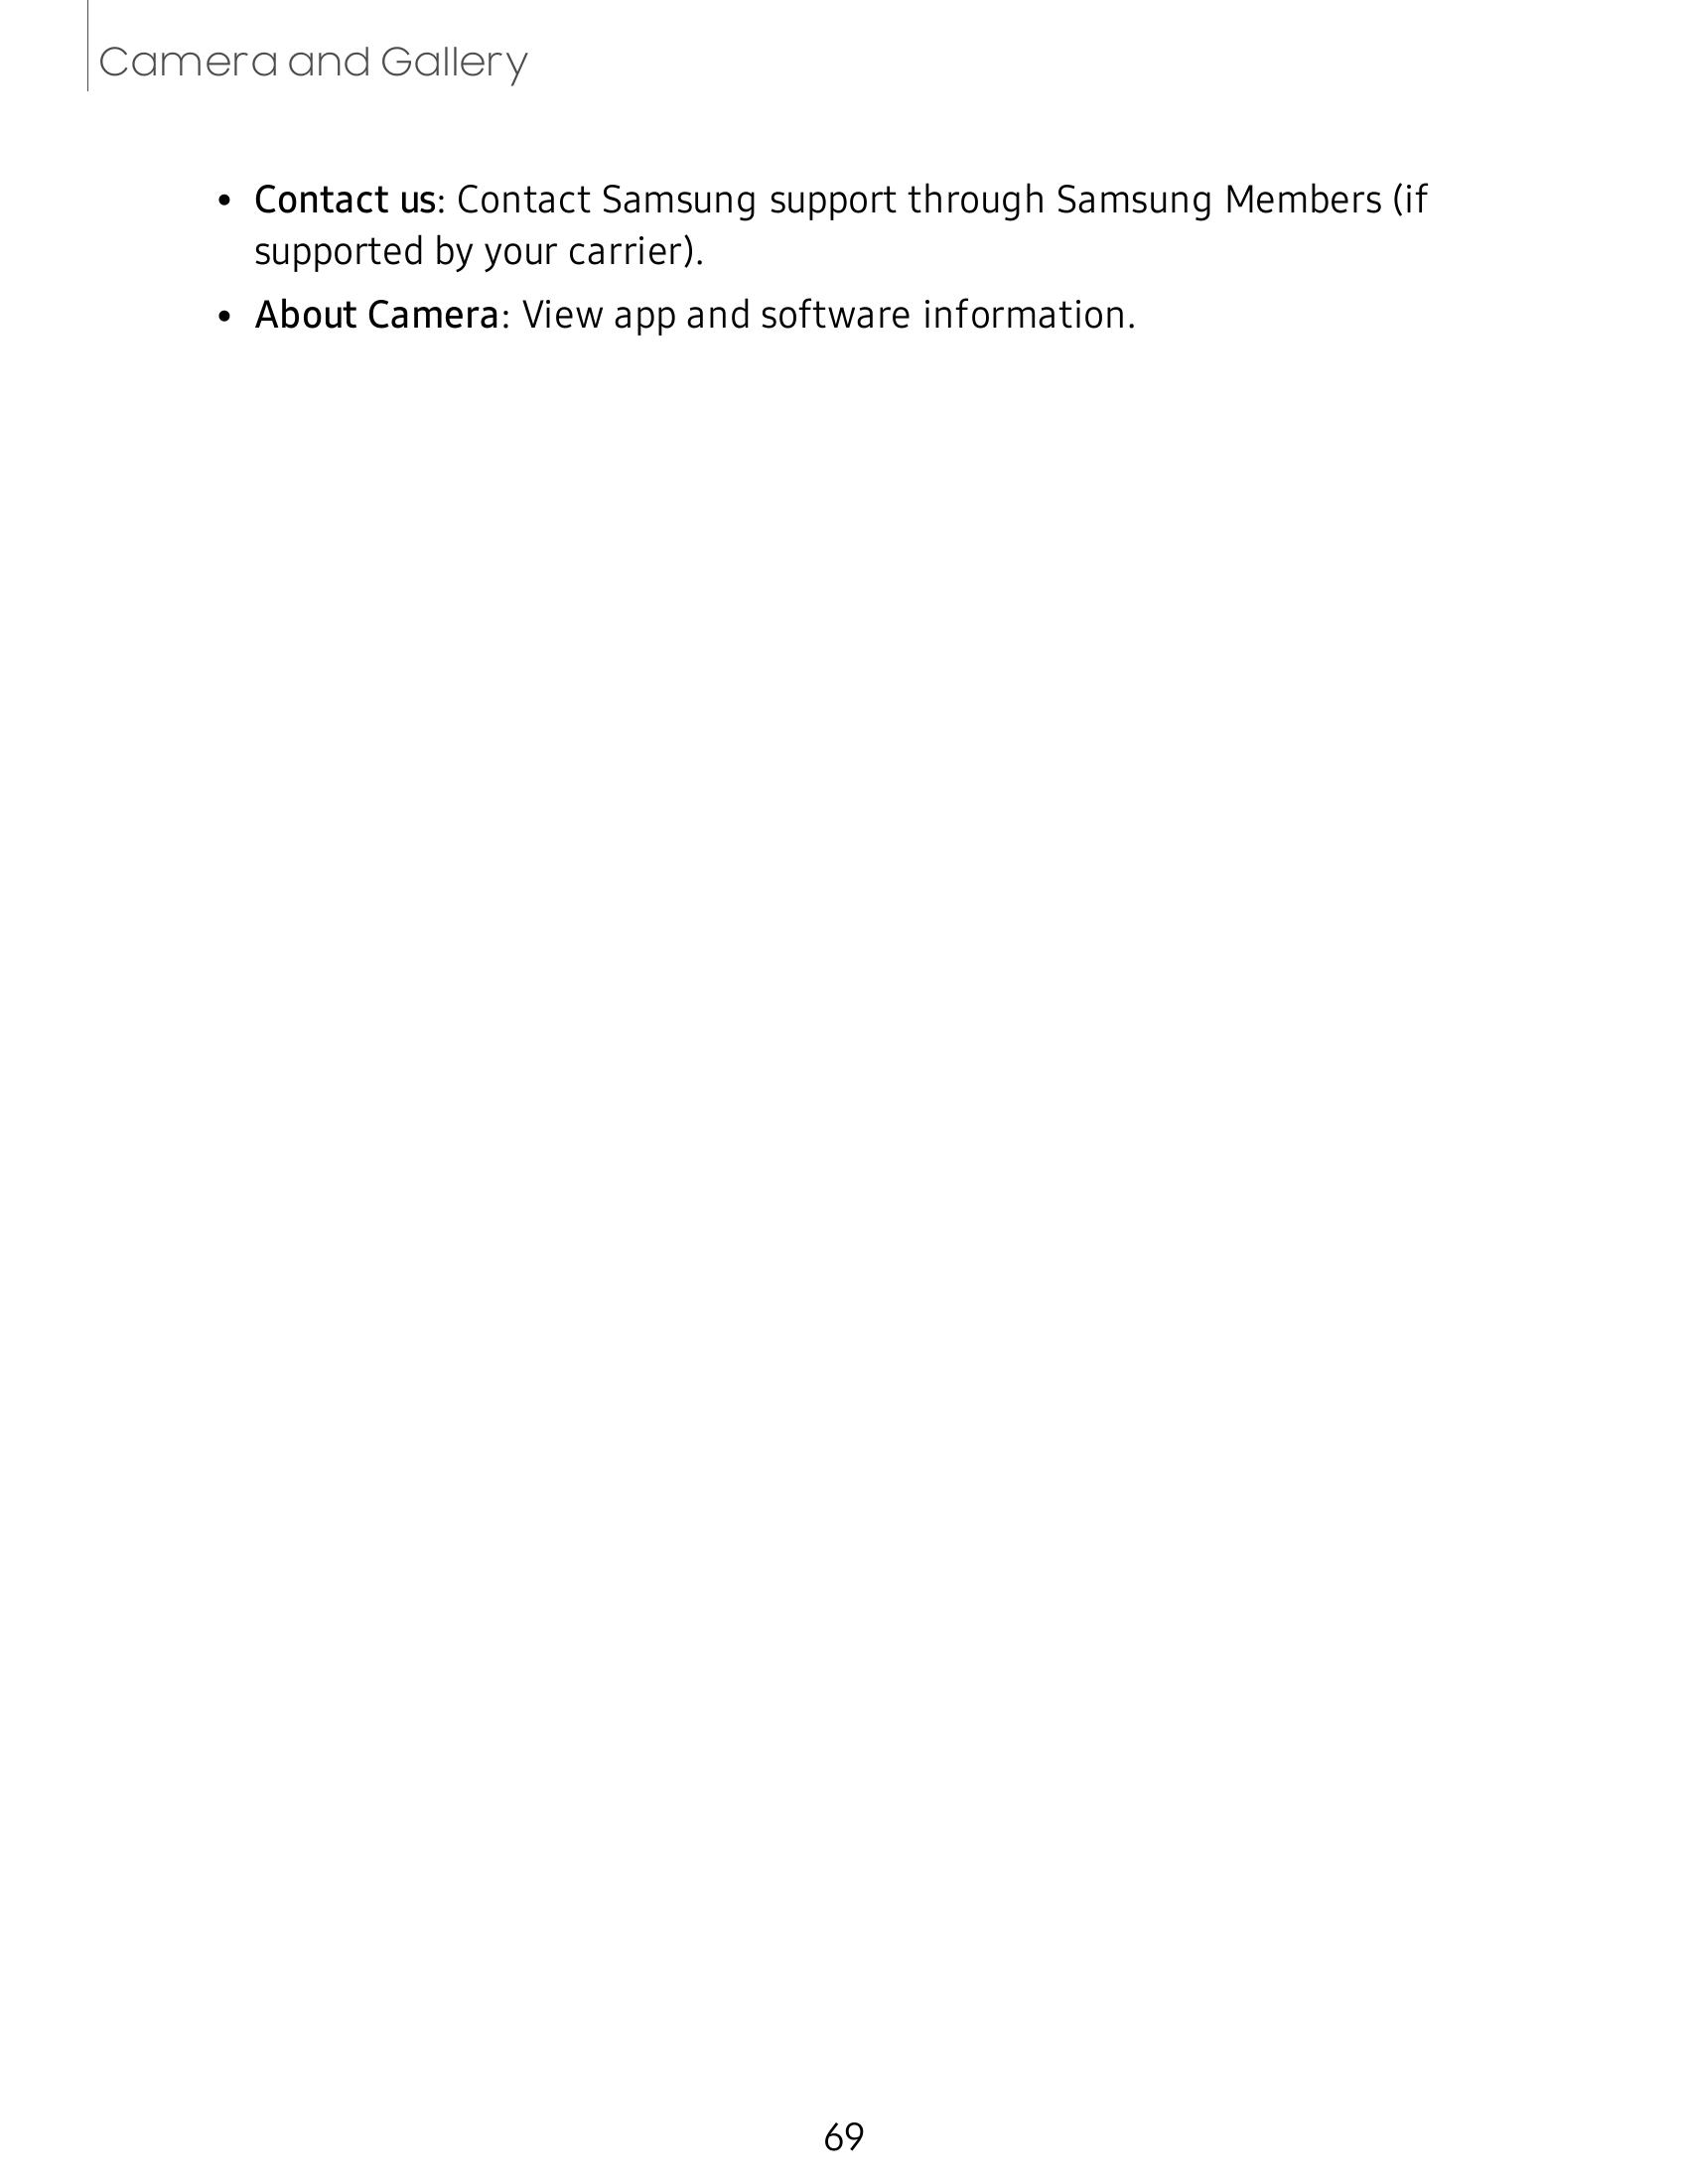 Camera and Gallery
• Contact us: Contact Samsung support through Samsung Members (if
supported by your carrier).
• About Camera: View app and software information.
69